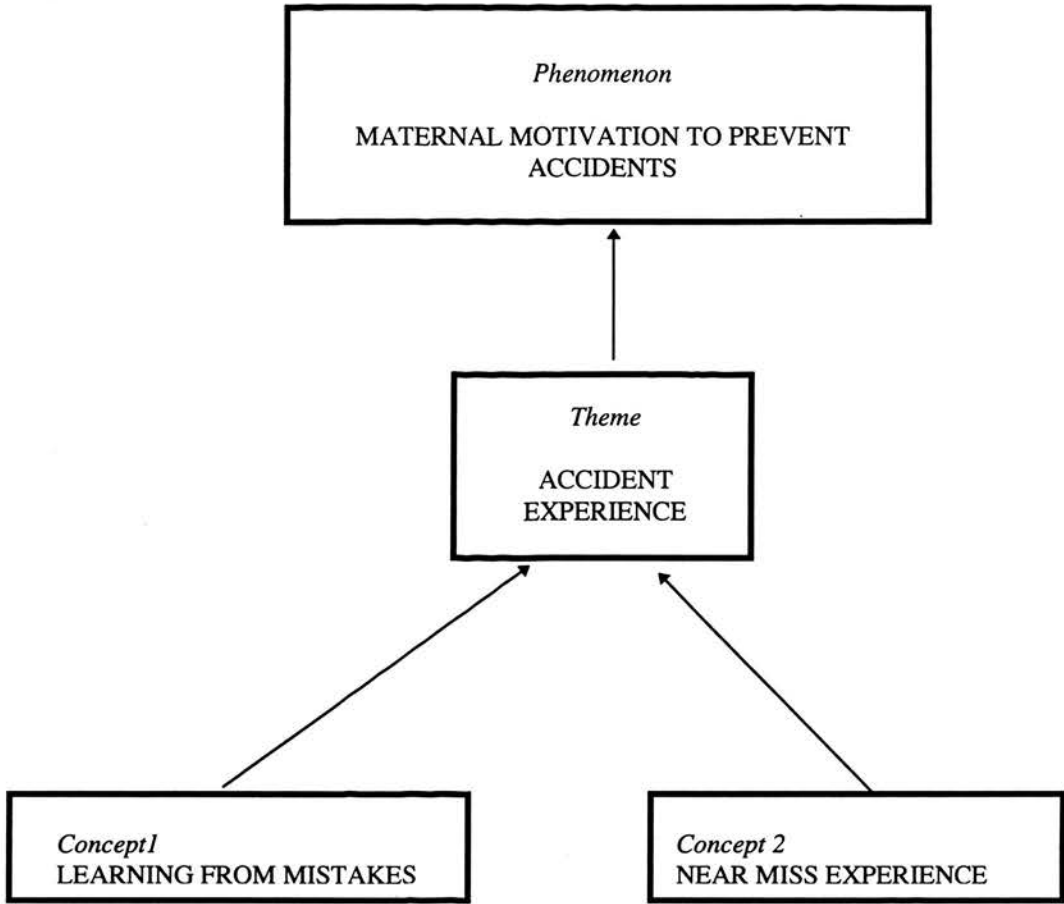 Phenomenon
MATERNAL MOTIVATION TO PREVENT
ACCIDENTS
Theme
ACCIDENT
EXPERIENCE
Concept1
LEARNING FROM MISTAKES
Concept 2
NEAR MISS EXPERIENCE